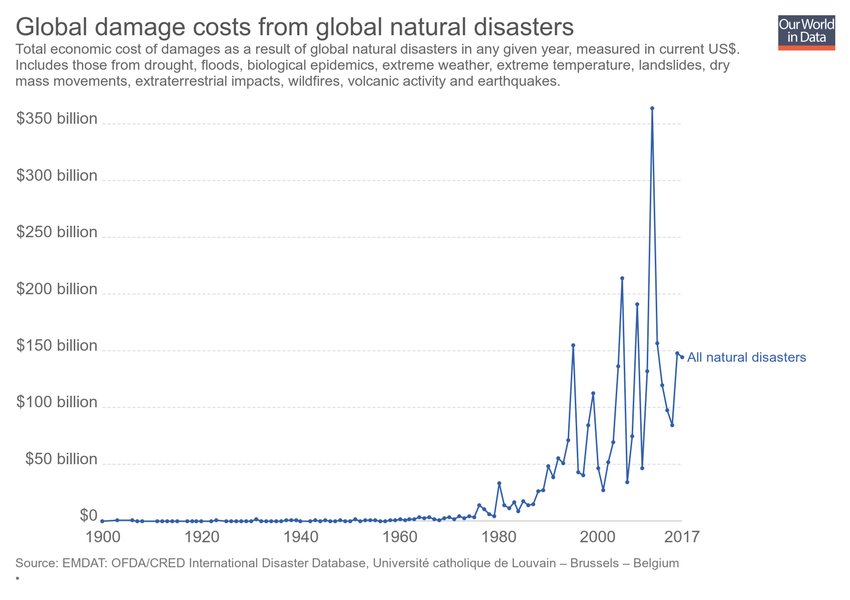 Global damage costs from global natural disasters
Our World
in Data
Total economic cost of damages as a result of global natural disasters in any given year, measured in current US$.
Includes those from drought, floods, biological epidemics, extreme weather, extreme temperature, landslides, dry
mass movements, extraterrestrial impacts, wildfires, volcanic activity and earthquakes.
$350 billion
$300 billion
$250 billion
$200 billion
$150 billion
All natural disasters
$100 billion
$50 billion
$0
1900 1920 1940 1960 1980 2000 2017
Source: EMDAT: OFDA/CRED International Disaster Database, Université catholique de Louvain – Brussels – Belgium
•